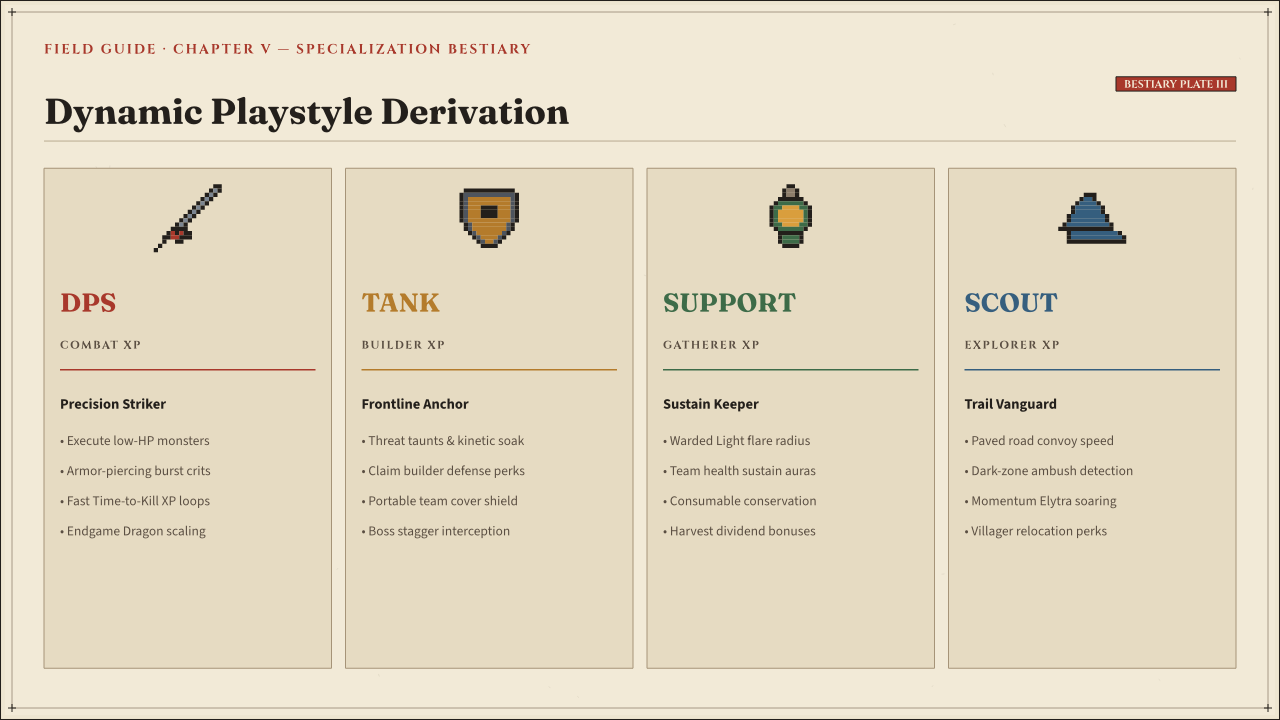 FIELD GUIDE · CHAPTER V — SPECIALIZATION BESTIARY
BESTIARY PLATE III
Dynamic Playstyle Derivation
DPS
COMBAT XP
Precision Striker
• Execute low-HP monsters
• Armor-piercing burst crits
• Fast Time-to-Kill XP loops
• Endgame Dragon scaling
TANK
BUILDER XP
Frontline Anchor
• Threat taunts & kinetic soak
• Claim builder defense perks
• Portable team cover shield
• Boss stagger interception
SUPPORT
GATHERER XP
Sustain Keeper
• Warded Light flare radius
• Team health sustain auras
• Consumable conservation
• Harvest dividend bonuses
SCOUT
EXPLORER XP
Trail Vanguard
• Paved road convoy speed
• Dark-zone ambush detection
• Momentum Elytra soaring
• Villager relocation perks